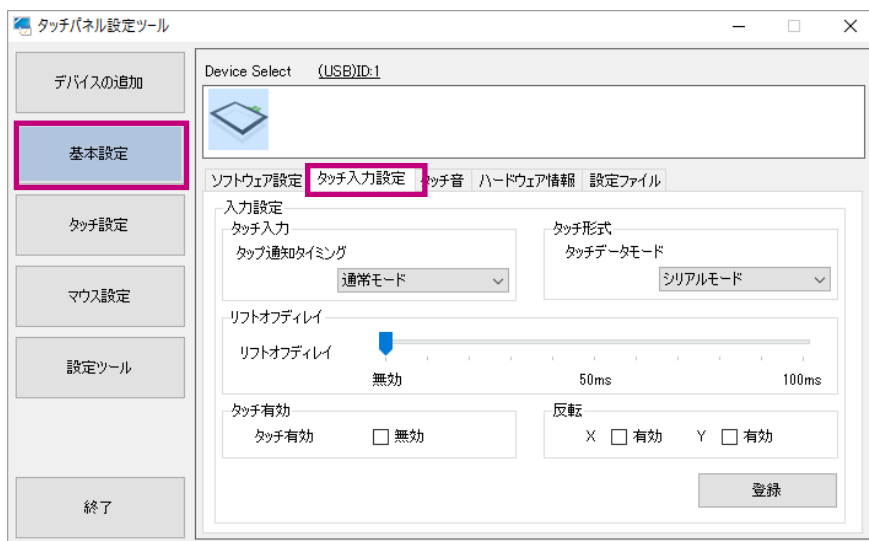 タッチパネル設定ツール
デバイスの追加
基本設定
タッチ設定
マウス設定
設定ツール
終了
Device Select (USB)ID:1
ソフトウェア設定 タッチ入力設定 タッチ音 ハードウェア情報 設定ファイル
入力設定
タッチ入力
タップ通知タイミング
通常モード
タッチ形式
タッチデータモード
シリアルモード
リフトオフディレイ
リフトオフディレイ
無効 50ms 100ms
タッチ有効
タッチ有効 無効
反転
X 有効 Y 有効
登録